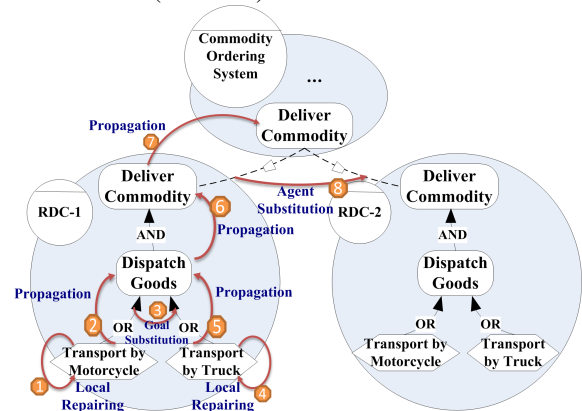 Commodity
Ordering
System
...
Deliver
Commodity
Propagation
7
Deliver
Commodity
RDC-1
8
Agent
Substitution
Deliver
Commodity
RDC-2
6
Propagation
AND
AND
Dispatch
Goods
Dispatch
Goods
Propagation
Propagation
2
3
5
OR
Goal
Substitution
OR
OR
OR
Transport by
Motorcycle
Transport by
Truck
Transport by
Motorcycle
Transport by
Truck
1
Local
Repairing
Local
Repairing
4